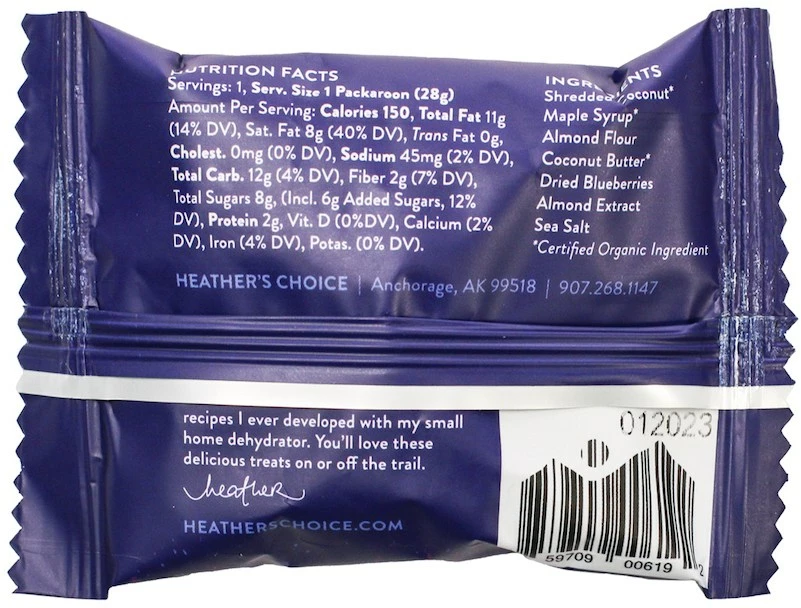 NUTRITION FACTS
Servings: 1, Serv. Size 1 Packaroon (28g)
Amount Per Serving: Calories 150, Total Fat 11g
(14% DV), Sat. Fat 8g (40% DV), Trans Fat 0g,
Cholest. 0mg (0% DV), Sodium 45mg (2% DV),
Total Carb. 12g (4% DV), Fiber 2g (7% DV),
Total Sugars 8g, (Incl. 6g Added Sugars, 12%
DV), Protein 2g, Vit. D (0%DV), Calcium (2%
DV), Iron (4% DV), Potas. (0% DV).
INGREDIENTS
Shredded Coconut*
Maple Syrup*
Almond Flour
Coconut Butter*
Dried Blueberries
Almond Extract
Sea Salt
*Certified Organic Ingredient
HEATHER'S CHOICE | Anchorage, AK 99518 | 907.268.1147
recipes I ever developed with my small
home dehydrator. You'll love these
delicious treats on or off the trail.
heather
HEATHERSCHOICE.COM
012023
59709 00619 2